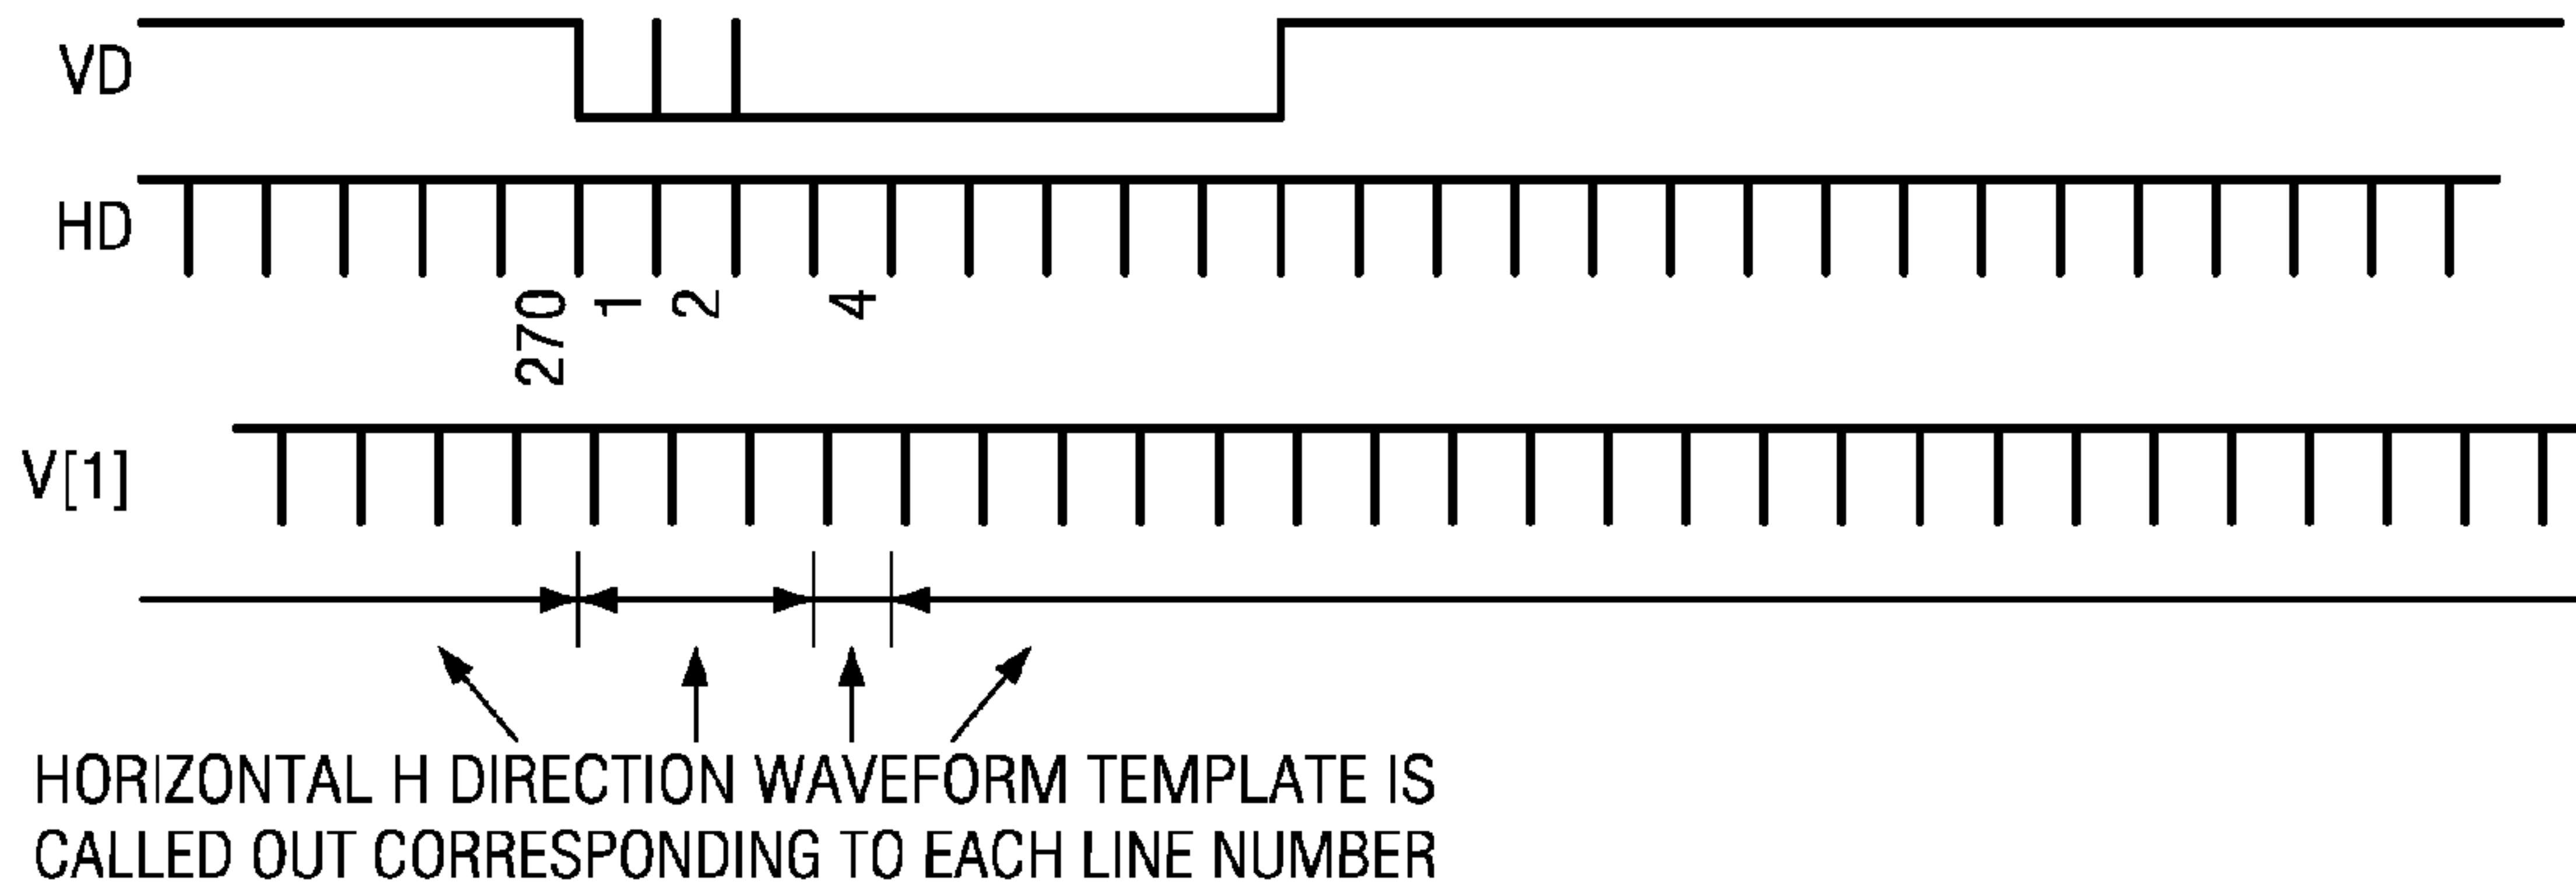 VD
HD
270 1 2 4
V[1]
HORIZONTAL H DIRECTION WAVEFORM TEMPLATE IS
CALLED OUT CORRESPONDING TO EACH LINE NUMBER